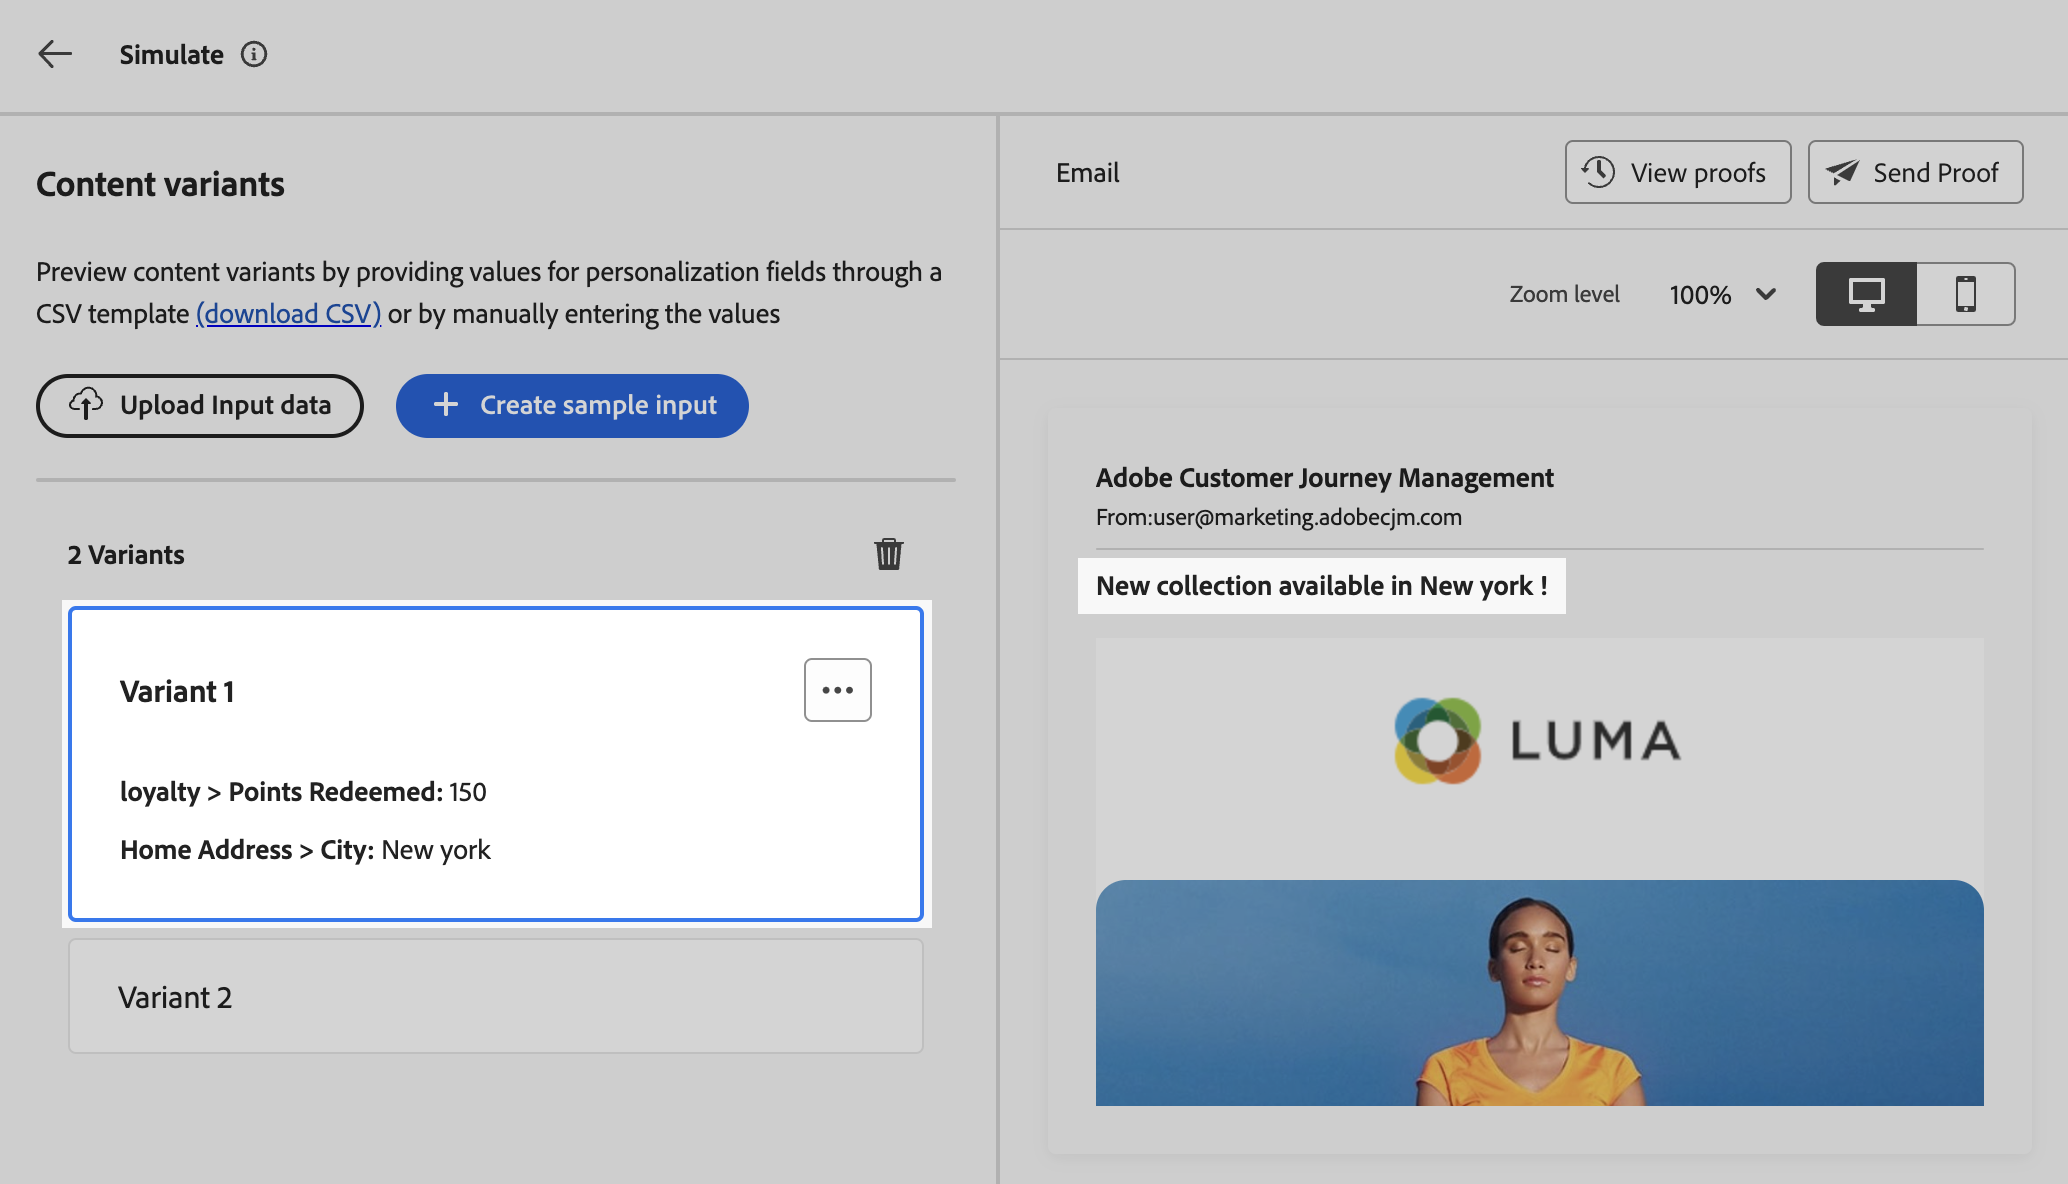 Simulate
Content variants
Preview content variants by providing values for personalization fields through a
CSV template (download CSV) or by manually entering the values
Upload Input data
Create sample input
2 Variants
Variant 1
loyalty > Points Redeemed: 150
Home Address > City: New york
Variant 2
Email
View proofs
Send Proof
Zoom level 100%
Adobe Customer Journey Management
From:user@marketing.adobecjm.com
New collection available in New york !
LUMA